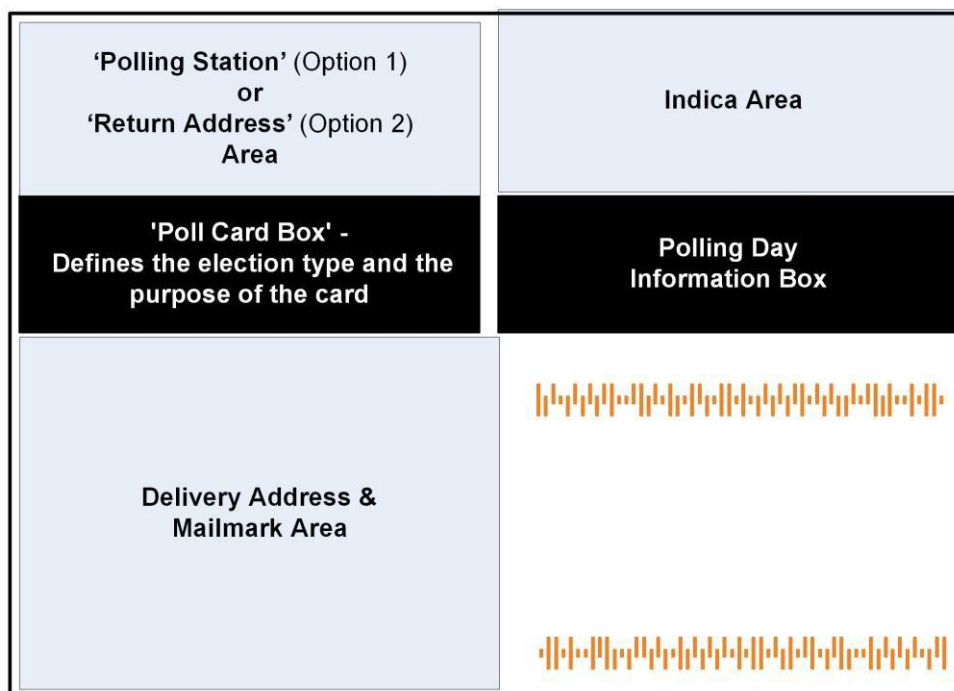 ‘Polling Station’ (Option 1)
or
‘Return Address’ (Option 2)
Area
Indica Area
'Poll Card Box' -
Defines the election type and the
purpose of the card
Polling Day
Information Box
Delivery Address &
Mailmark Area